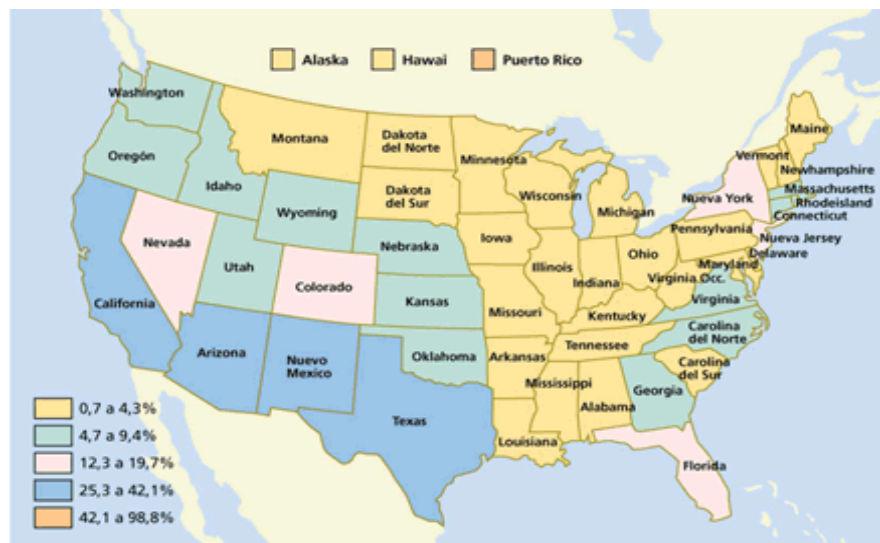 Alaska
Hawai
Puerto Rico
Washington
Montana
Dakota
del Norte
Minnesota
Maine
Oregón
Vermont
Newhampshire
Idaho
Dakota
del Sur
Wisconsin
Michigan
Nueva York
Massachusetts
Rhodeisland
Connecticut
Wyoming
Nevada
Nebraska
Iowa
Pennsylvania
Nueva Jersey
Utah
Colorado
Illinois
Indiana
Ohio
Maryland
Delaware
Virginia Occ.
California
Kansas
Missouri
Kentucky
Virginia
Arizona
Nuevo
Mexico
Oklahoma
Arkansas
Tennessee
Carolina
del Norte
Carolina
del Sur
Mississippi
Georgia
Alabama
Texas
Louisiana
Florida
0,7 a 4,3%
4,7 a 9,4%
12,3 a 19,7%
25,3 a 42,1%
42,1 a 98,8%